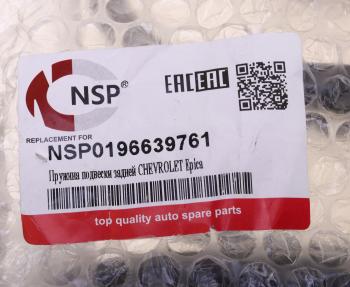 NSP®
EAC EAC
REPLACEMENT FOR
NSP0196639761
Пружина подвески задней CHEVROLET Epica
top quality auto spare parts